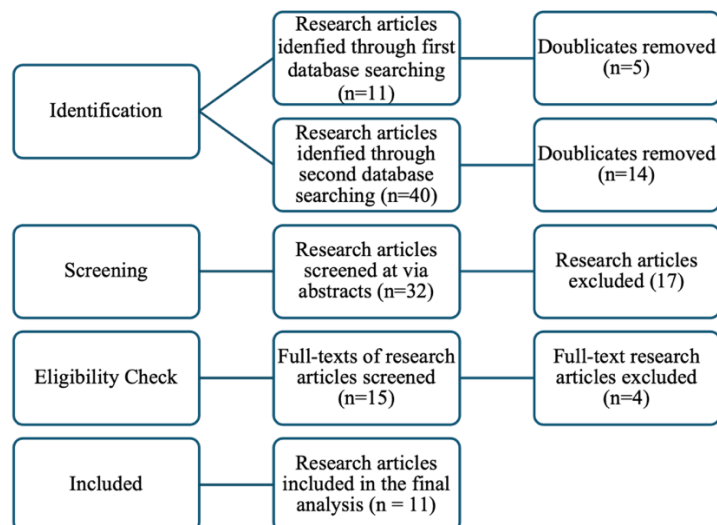 Identification
Research articles
idenfied through first
database searching
(n=11)
Doublicates removed
(n=5)
Research articles
idenfied through
second database
searching (n=40)
Doublicates removed
(n=14)
Screening
Research articles
screened at via
abstracts (n=32)
Research articles
excluded (17)
Eligibility Check
Full-texts of research
articles screened
(n=15)
Full-text research
articles excluded
(n=4)
Included
Research articles
included in the final
analysis (n = 11)